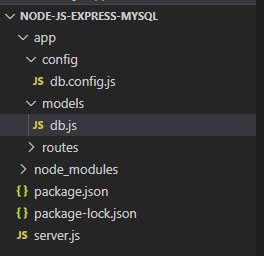 NODE-JS-EXPRESS-MYSQL
app
config
JS db.config.js
models
JS db.js
routes
node_modules
{ } package.json
{ } package-lock.json
JS server.js